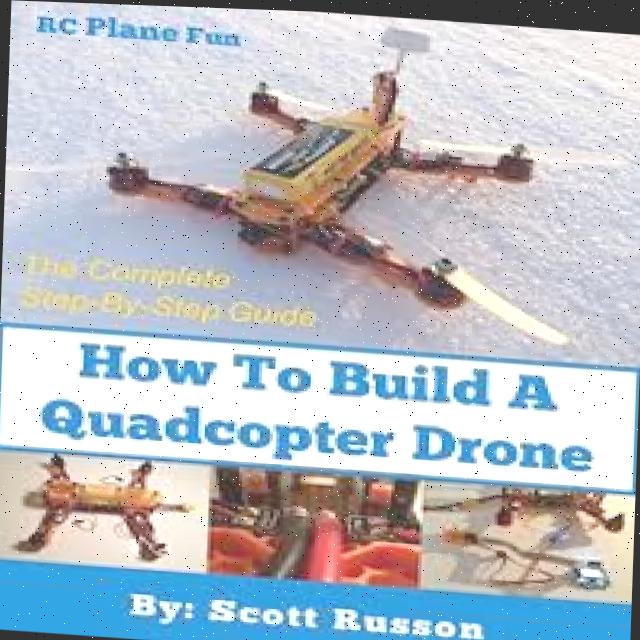 RC Plane Fun
The Complete
Step-By-Step Guide
How To Build A
Quadcopter Drone
By: Scott Russon